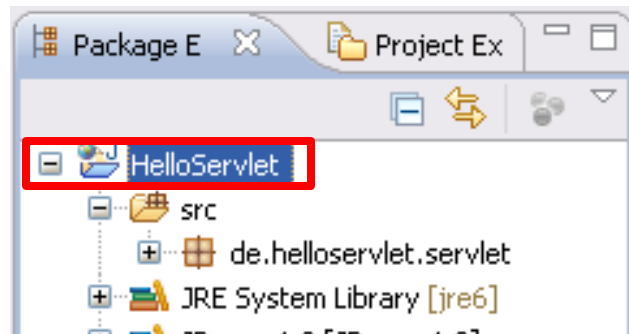 Package E Project Ex
HelloServlet
src
de.helloservlet.servlet
JRE System Library [jre6]